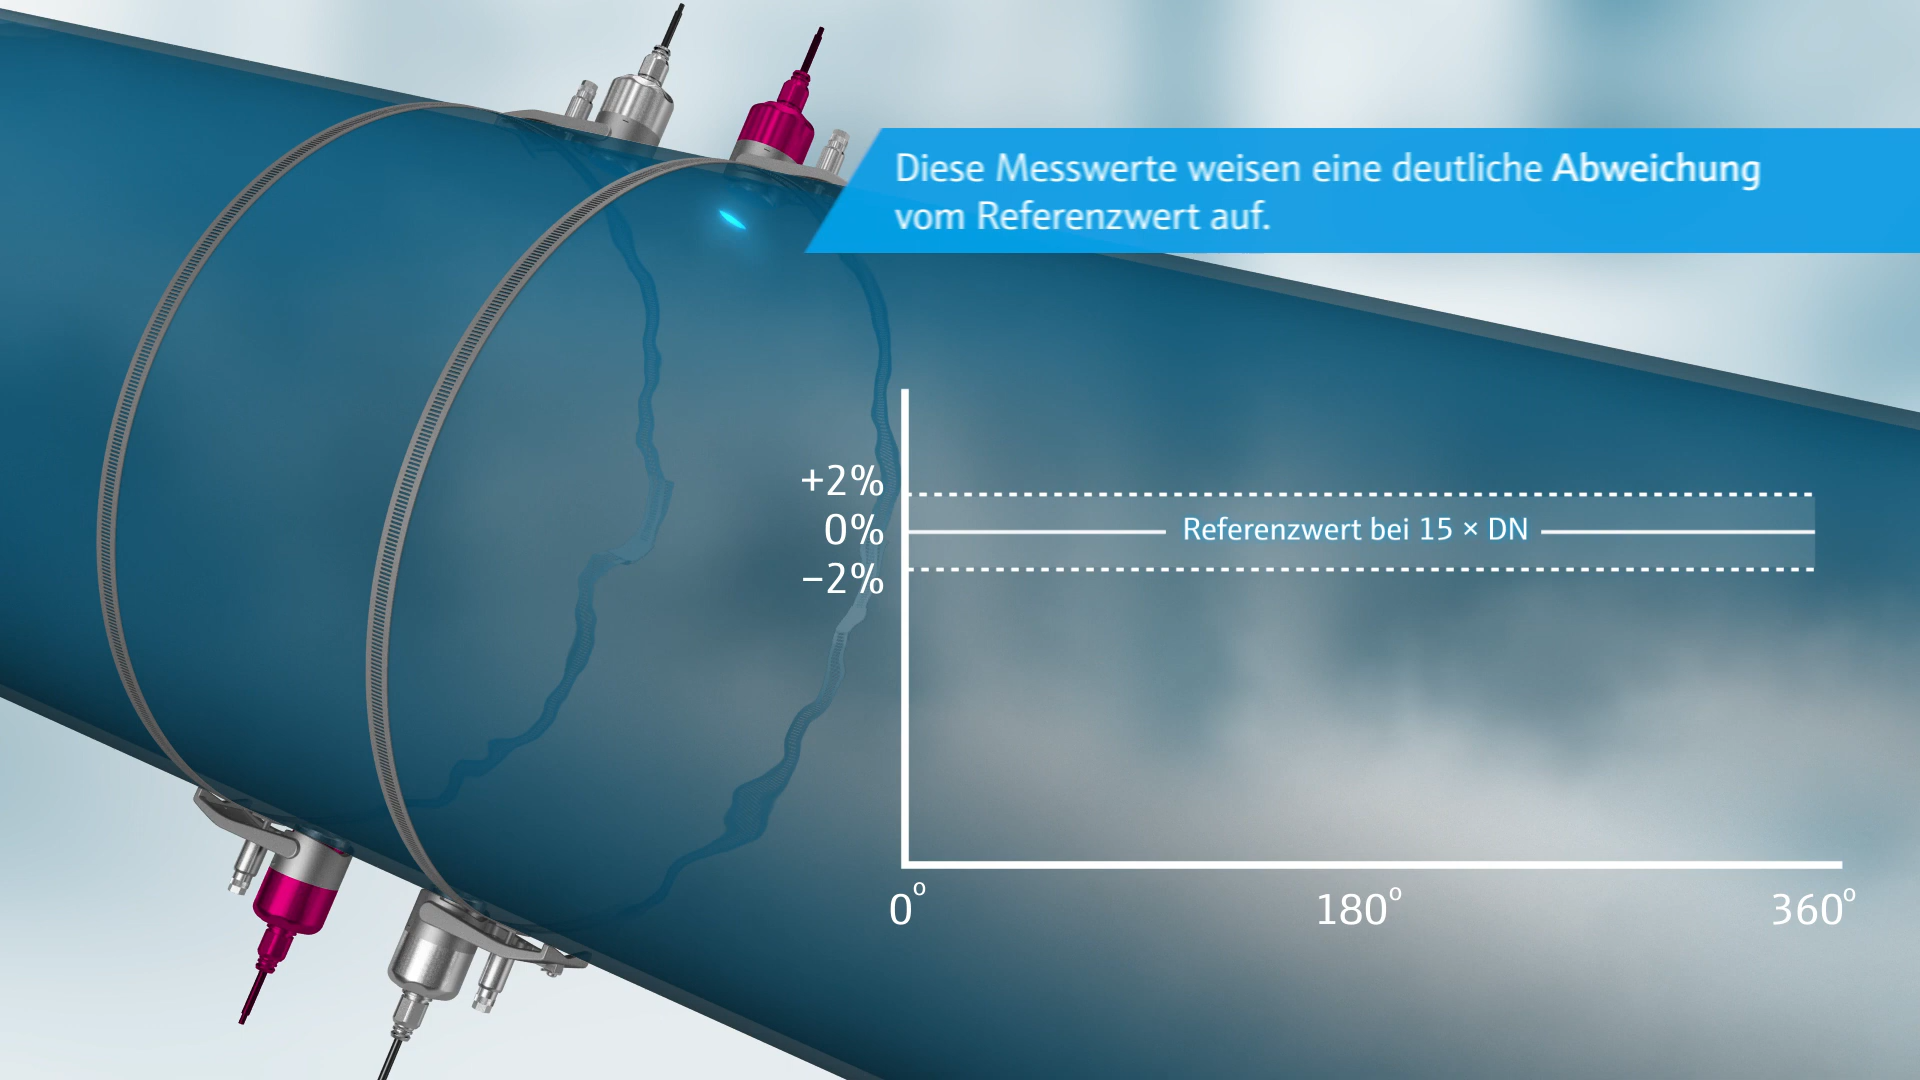 Diese Messwerte weisen eine deutliche Abweichung
vom Referenzwert auf.
+2%
0%
Referenzwert bei 15 × DN
−2%
0°
180°
360°